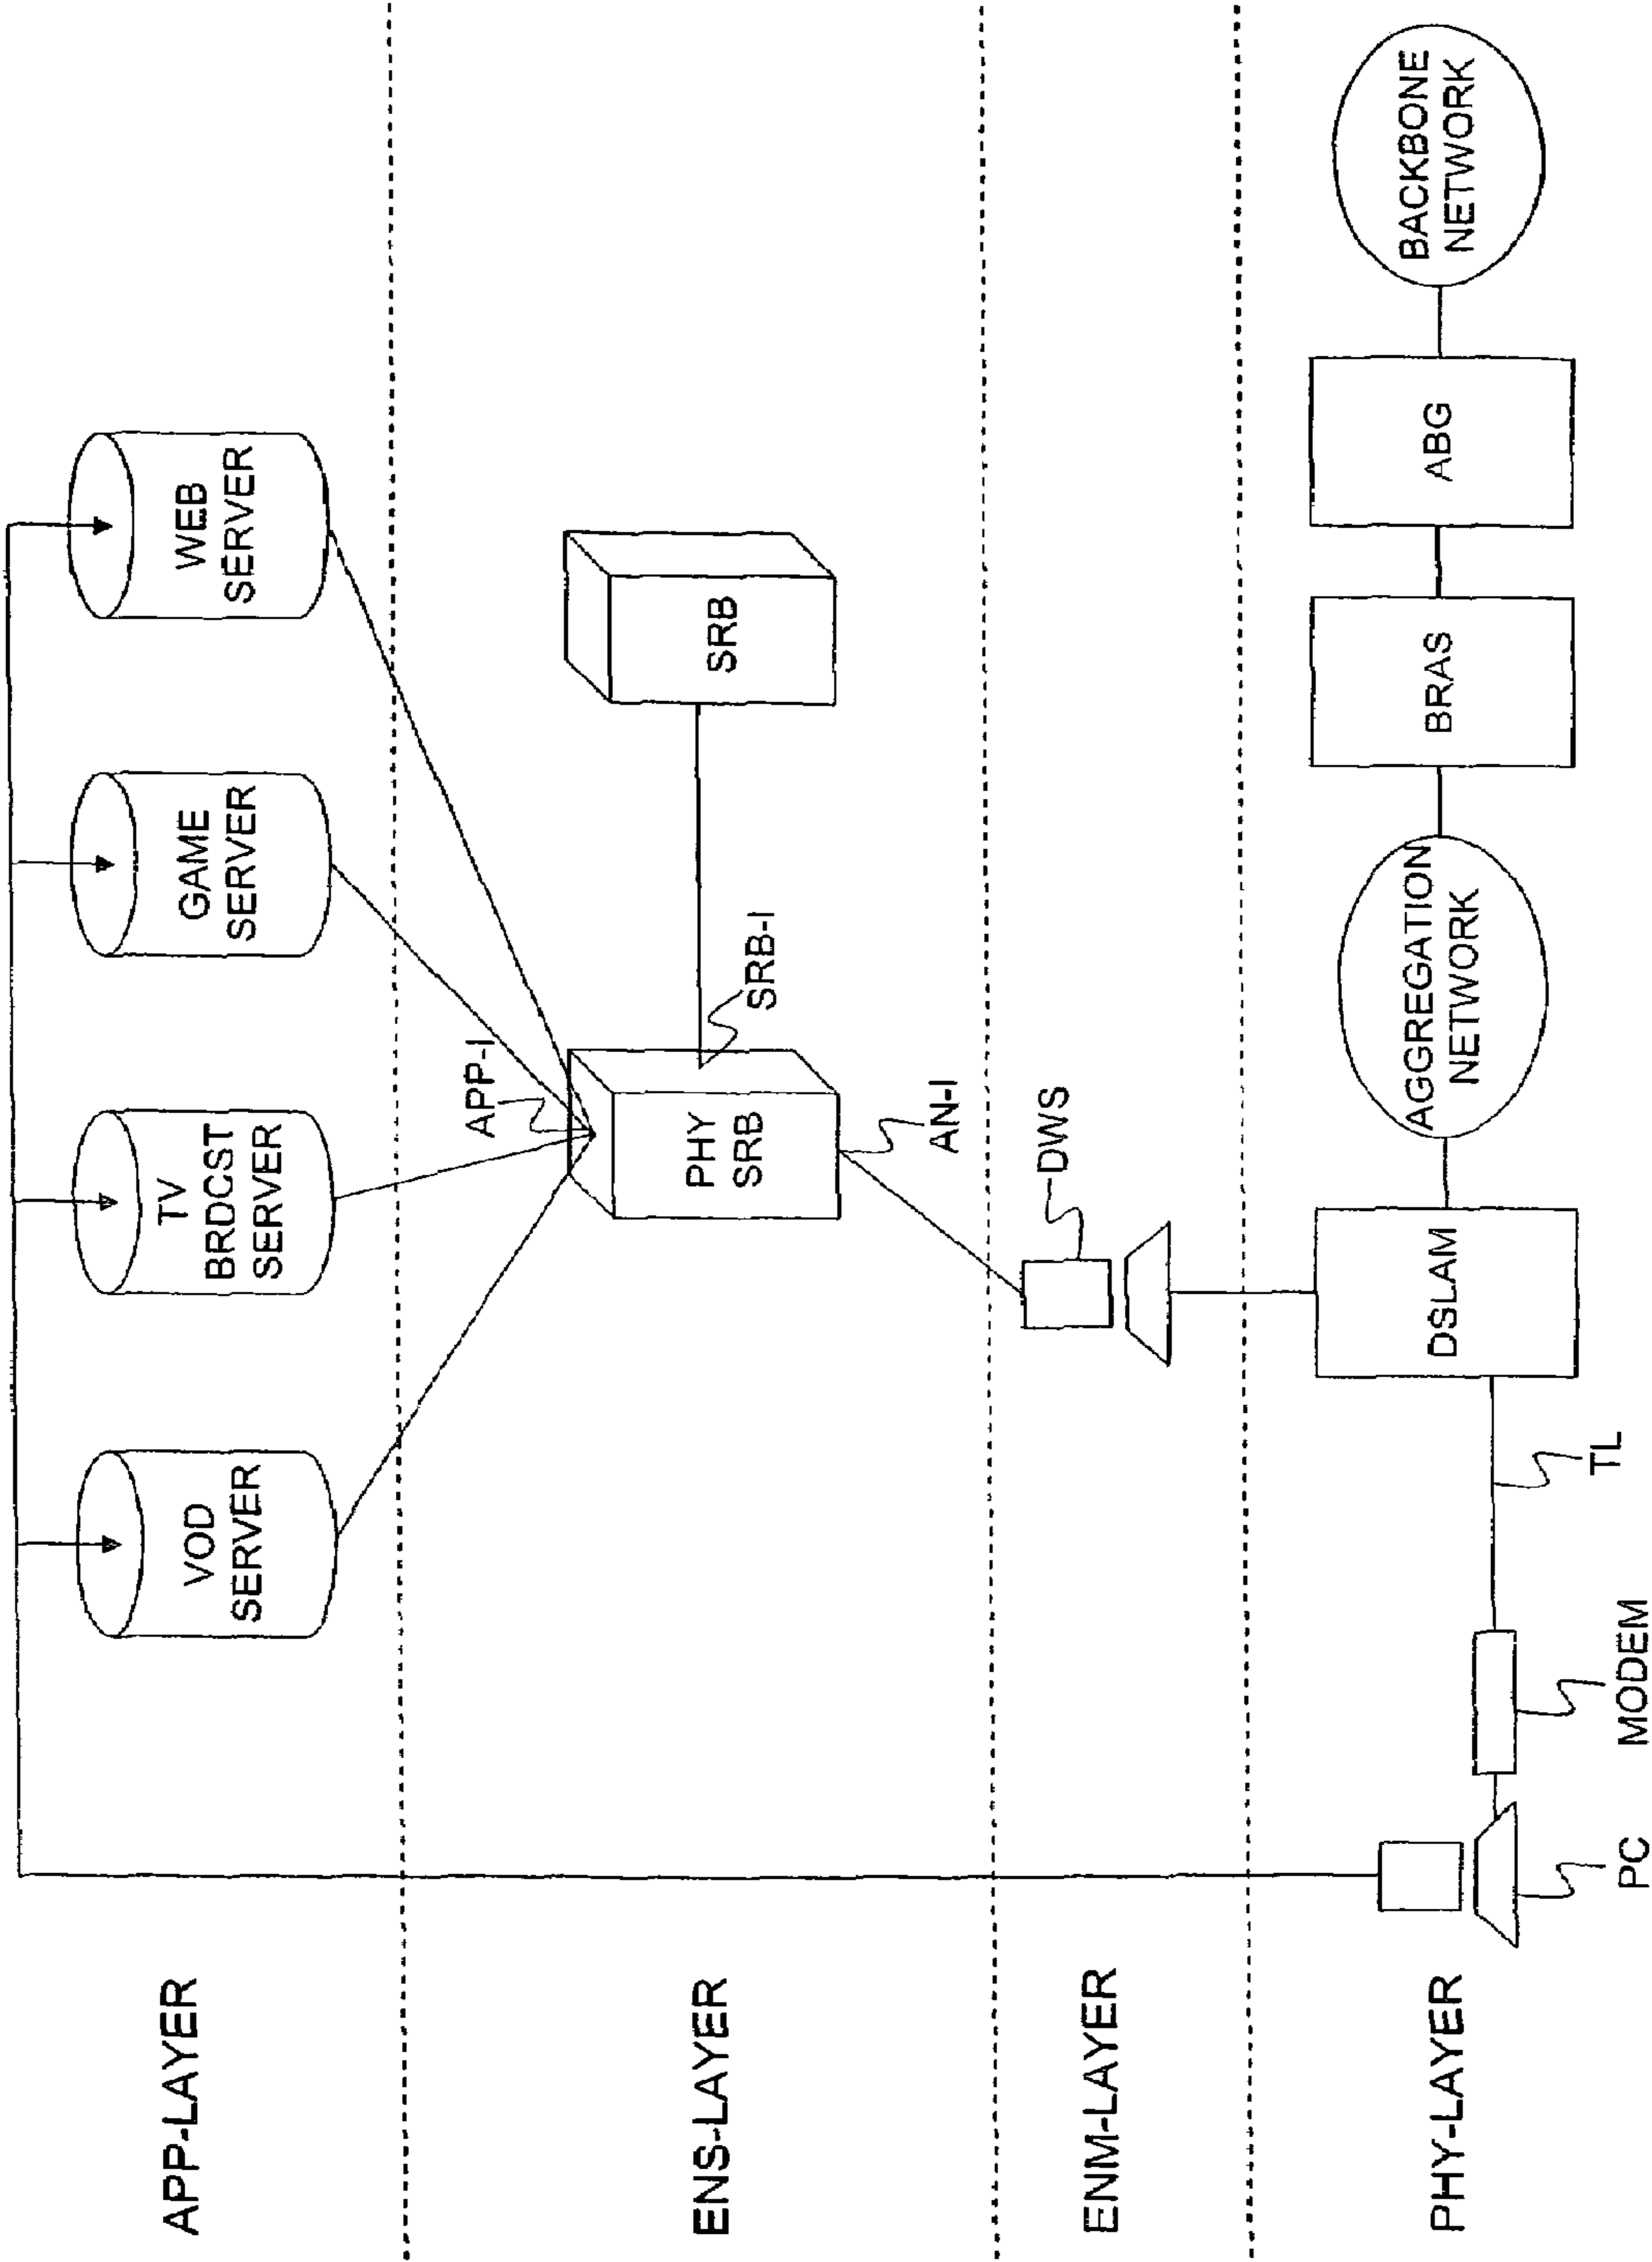 APP-LAYER
VOD
SERVER
TV
BRDCST
SERVER
GAME
SERVER
WEB
SERVER
ENS-LAYER
APP-I
PHY
SRB
SRB-I
SRB
AN-I
ENM-LAYER
DWS
PHY-LAYER
PC
MODEM
TL
DSLAM
AGGREGATION
NETWORK
BRAS
ABG
BACKBONE
NETWORK